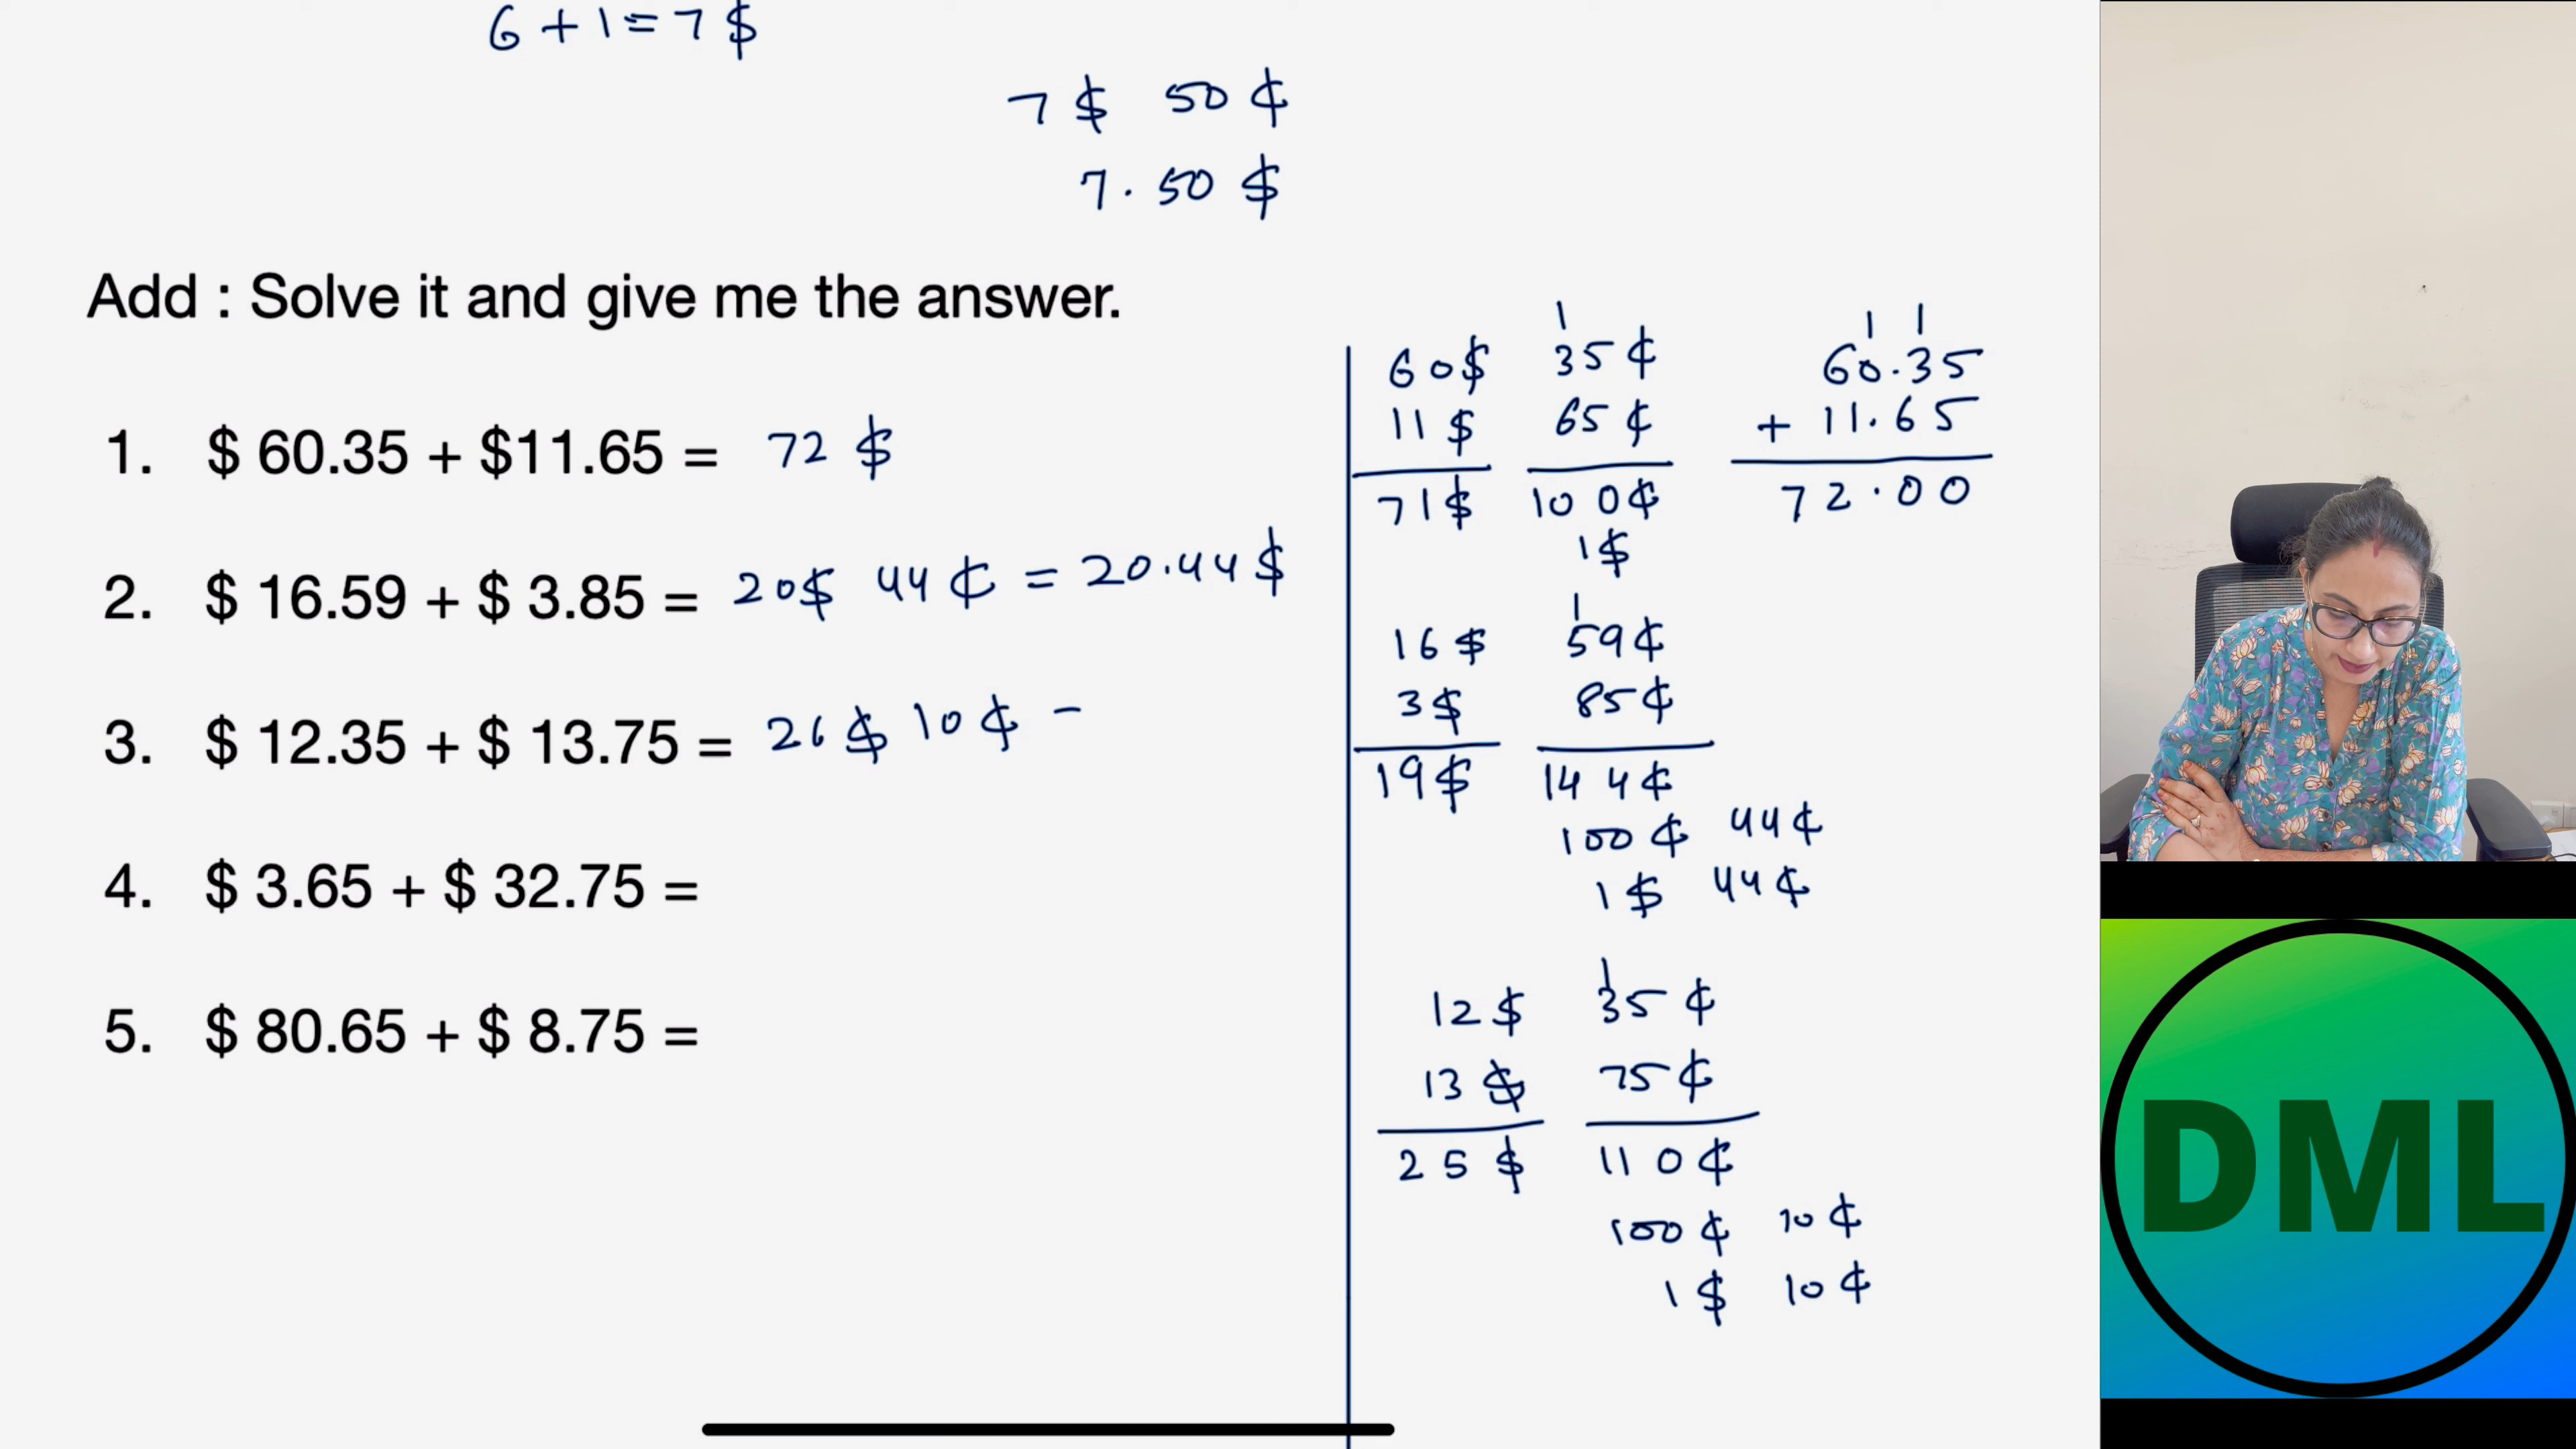 6 + 1 = 7 $
7 $ 50 ¢
7.50 $
Add : Solve it and give me the answer.
1. $ 60.35 + $11.65 = 72 $
2. $ 16.59 + $ 3.85 = 20$ 44 ¢ = 20.44 $
3. $ 12.35 + $ 13.75 = 26 $ 10 ¢ -
4. $ 3.65 + $ 32.75 =
5. $ 80.65 + $ 8.75 =
1
60$ 35 ¢
11 $ 65 ¢
71$ 100¢
1$
1 1
60.35
+ 11.65
72.00
1
16 $ 59¢
3$ 85¢
19$ 144¢
100 ¢ 44¢
1 $ 44¢
1
12$ 35 ¢
13 $ 75¢
25 $ 110¢
100 ¢ 10 ¢
1 $ 10 ¢
DML